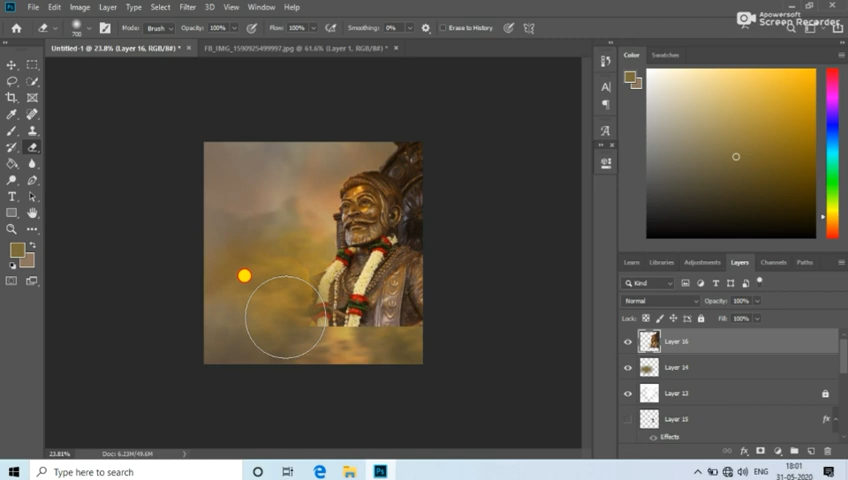 File Edit Image Layer Type Select Filter 3D View Window Help
Apowersoft
Screen Recorder
700
Mode: Brush Opacity: 100% Flow: 100% Smoothing: 0% Erase to History
Untitled-1 @ 23.8% (Layer 16, RGB/8#) * ×
FB_IMG_1590925499997.jpg @ 61.6% (Layer 1, RGB/8#) * ×
Color Swatches
Learn Libraries Adjustments Layers Channels Paths
Kind
Normal Opacity: 100%
Lock: Fill: 100%
Layer 16
Layer 14
Layer 13
Layer 15 fx
Effects
23.81% Doc: 6.23M/49.6M
Type here to search
ENG
18:01
31-05-2020